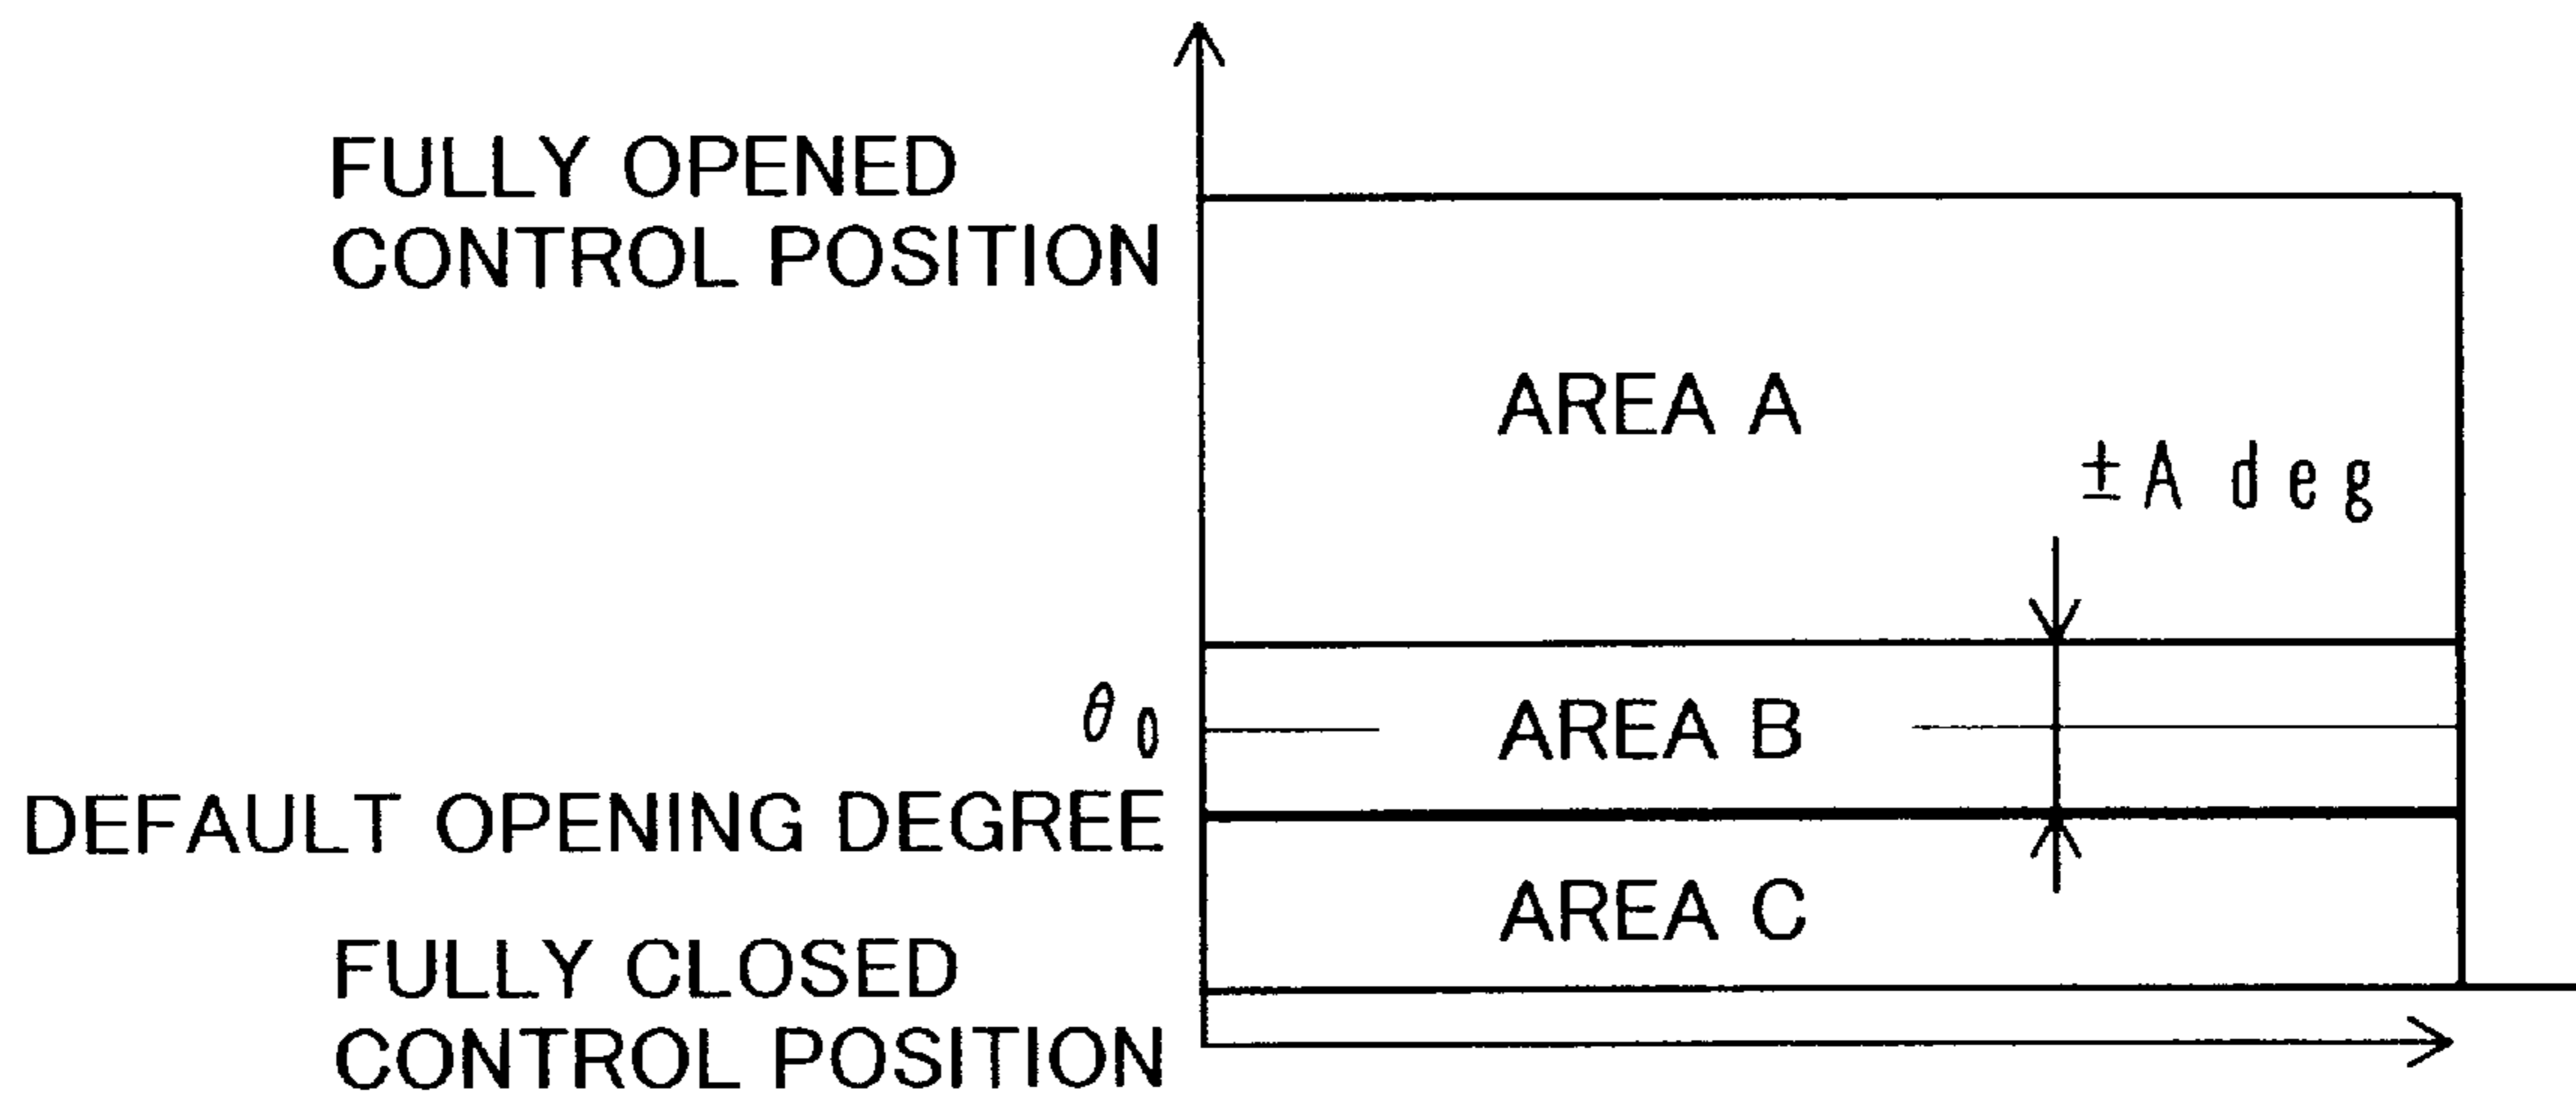 FULLY OPENED
CONTROL POSITION
AREA A
±A deg
θ0
AREA B
DEFAULT OPENING DEGREE
AREA C
FULLY CLOSED
CONTROL POSITION